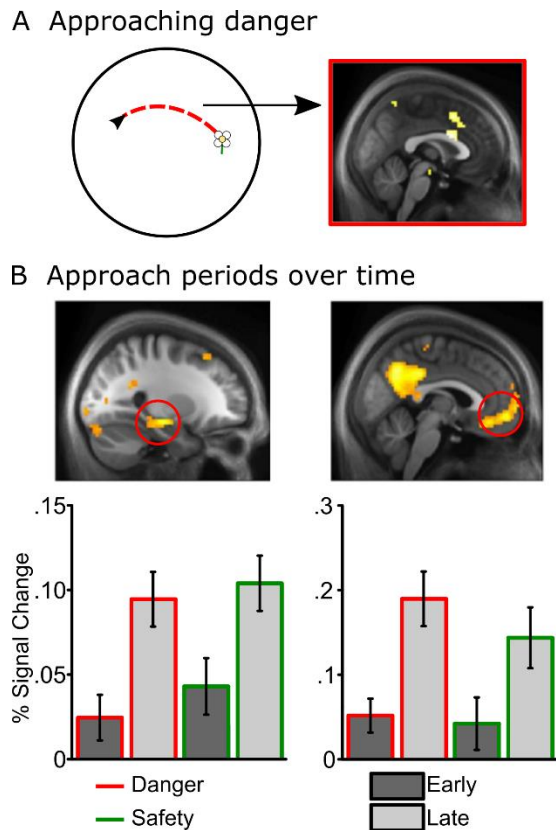 A Approaching danger
B Approach periods over time
% Signal Change
.15
.10
.05
0
.3
.2
.1
0
Danger
Safety
Early
Late